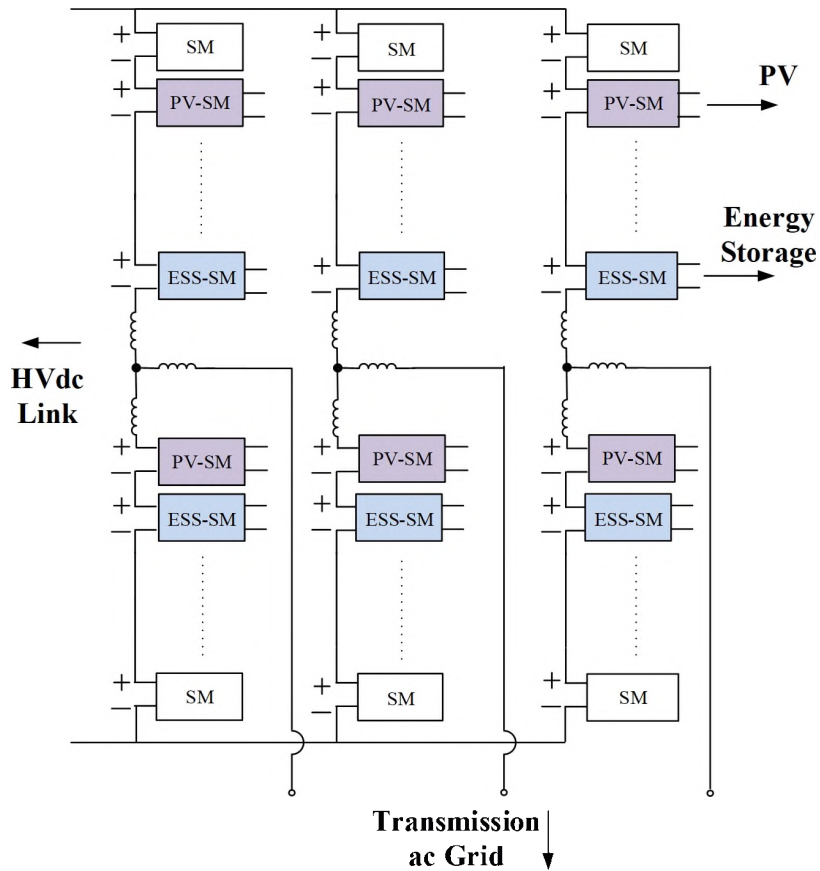 + SM + SM + SM
−
−
−
+ PV-SM + PV-SM + PV-SM PV
−
−
−
Energy
Storage
+ ESS-SM + ESS-SM + ESS-SM
−
−
−
HVdc
Link
+ PV-SM + PV-SM + PV-SM
−
−
−
+ ESS-SM + ESS-SM + ESS-SM
−
−
−
+ SM + SM + SM
−
−
−
Transmission
ac Grid